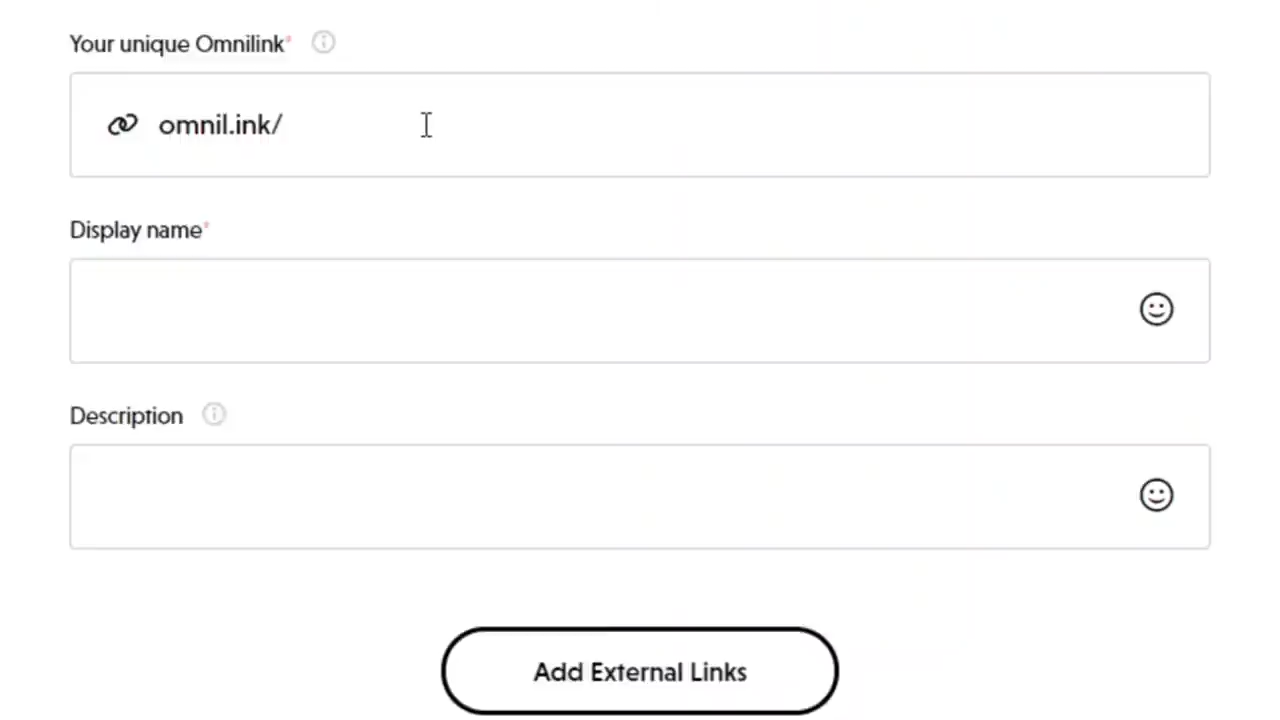 Your unique Omnilink*
omnil.ink/
Display name*
Description
Add External Links